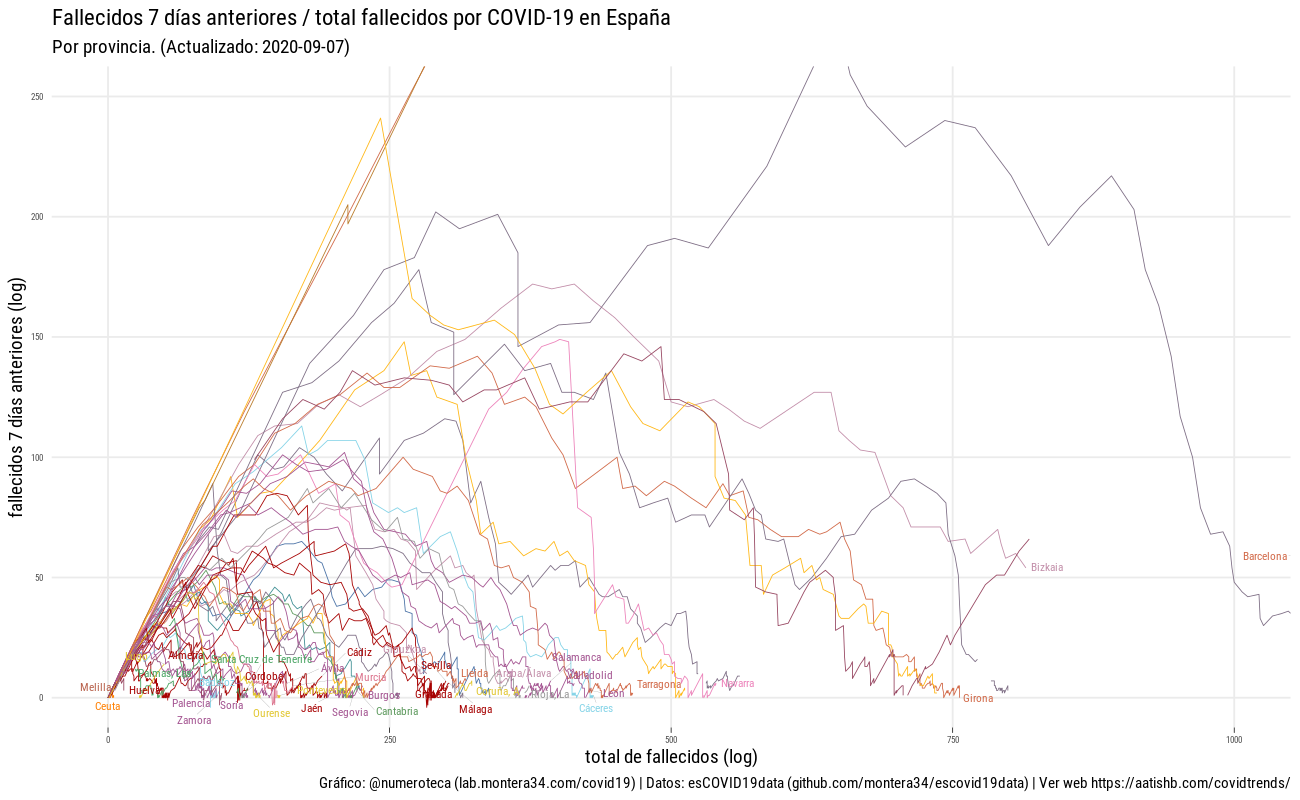 Fallecidos 7 días anteriores / total fallecidos por COVID-19 en España
Por provincia. (Actualizado: 2020-09-07)
fallecidos 7 días anteriores (log)
250
200
150
100
50
0
Barcelona
Bizkaia
Cádiz
Almería
Santa Cruz de Tenerife
Salamanca
Sevilla
Ávila
Córdoba
Murcia
Lleida
Araba/Álava
Melilla
Huelva
Tarragona
Navarra
Burgos
Granada
León
Girona
Ceuta
Palencia
Soria
Zamora
Ourense
Jaén
Segovia
Cantabria
Málaga
Cáceres
0
250
500
750
1000
total de fallecidos (log)
Gráfico: @numeroteca (lab.montera34.com/covid19) | Datos: esCOVID19data (github.com/montera34/escovid19data) | Ver web https://aatishb.com/covidtrends/